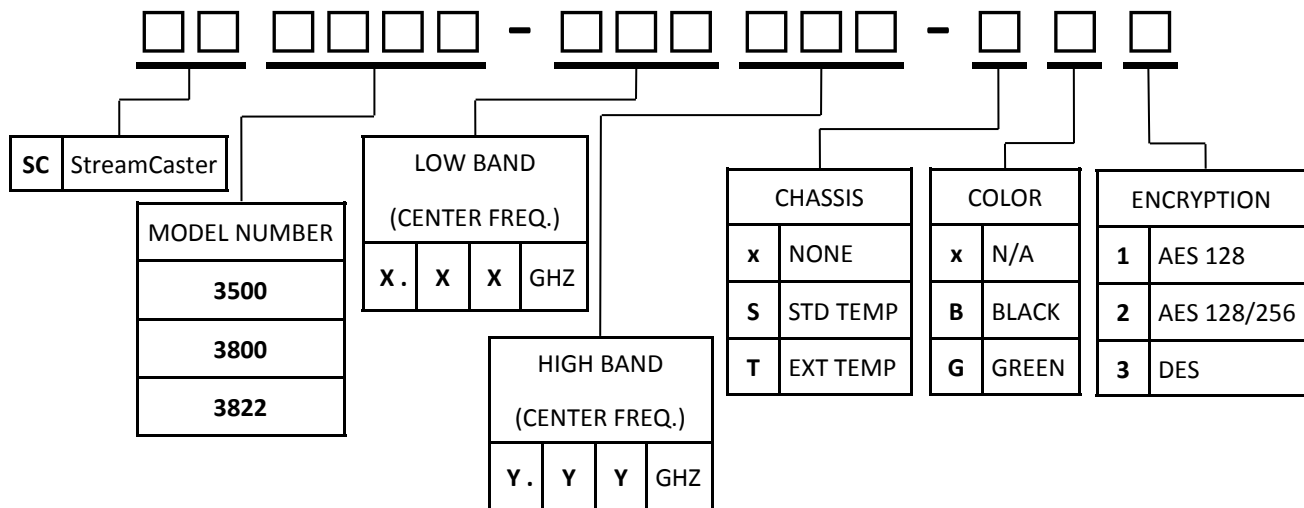 - -
SC StreamCaster
MODEL NUMBER
3500
3800
3822
LOW BAND
(CENTER FREQ.)
X. X X GHZ
HIGH BAND
(CENTER FREQ.)
Y. Y Y GHZ
CHASSIS
x NONE
S STD TEMP
T EXT TEMP
COLOR
x N/A
B BLACK
G GREEN
ENCRYPTION
1 AES 128
2 AES 128/256
3 DES